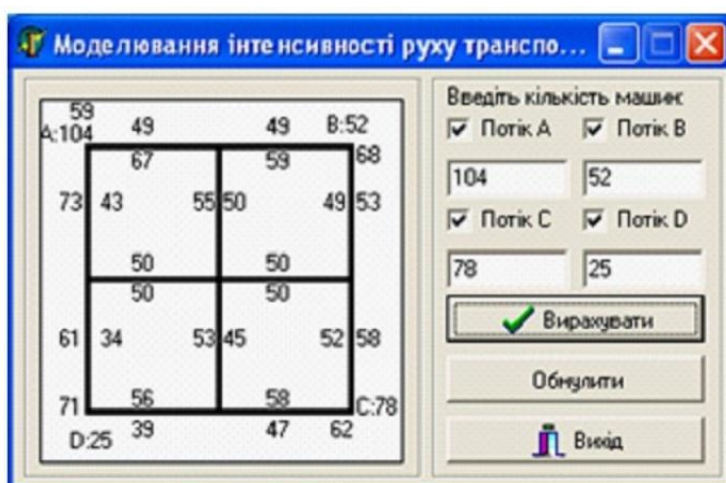 Моделювання інтенсивності руху транспо...
59
A:104 49 49 B:52
67 59 68
73 43 55 50 49 53
50 50
50 50
61 34 53 45 52 58
71 56 58 C:78
D:25 39 47 62
Введіть кількість машин:
Потік A Потік B
104 52
Потік C Потік D
78 25
Вирахувати
Обнулити
Вихід